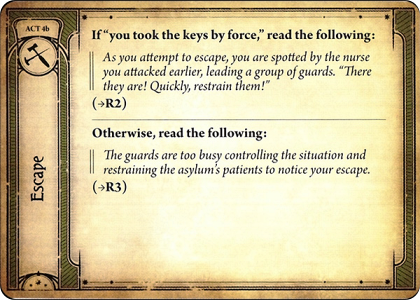 ACT 4b
Escape
If “you took the keys by force,” read the following:
As you attempt to escape, you are spotted by the nurse
you attacked earlier, leading a group of guards. “There
they are! Quickly, restrain them!”
(→R2)
Otherwise, read the following:
The guards are too busy controlling the situation and
restraining the asylum’s patients to notice your escape.
(→R3)